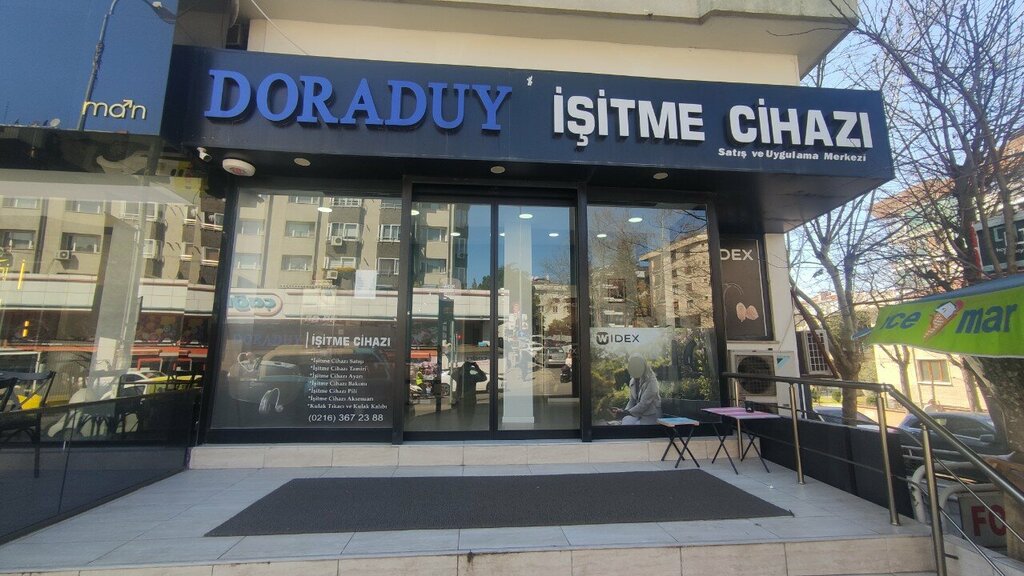 man
DORADUY İŞİTME CİHAZI
Satış ve Uygulama Merkezi
DEX
WIDEX
DORADUY İŞİTME CİHAZI
*İşitme Cihazı Satışı
*İşitme Cihazı Tamiri
*İşitme Cihazı Ayarı
*İşitme Cihazı Bakımı
*İşitme Cihazı Pili
*İşitme Cihazı Aksesuarı
*Kulak Tıkacı ve Kulak Kalıbı
(0216) 367 23 88
ice mar
FO